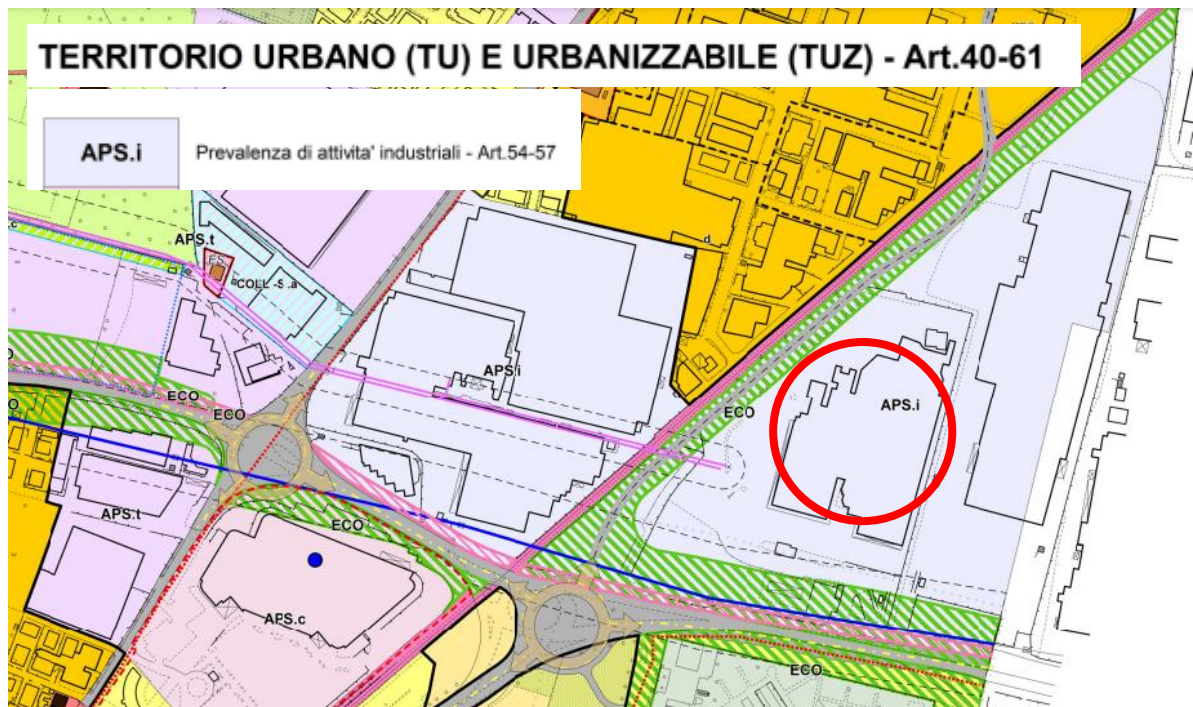 TERRITORIO URBANO (TU) E URBANIZZABILE (TUZ) - Art.40-61
APS.i
Prevalenza di attivita' industriali - Art.54-57
APS.t
ES
COLL -S.a
d
APS.i
ECO
ECO
ECO
APS.i
APS.t
ECO
APS.c
ECO